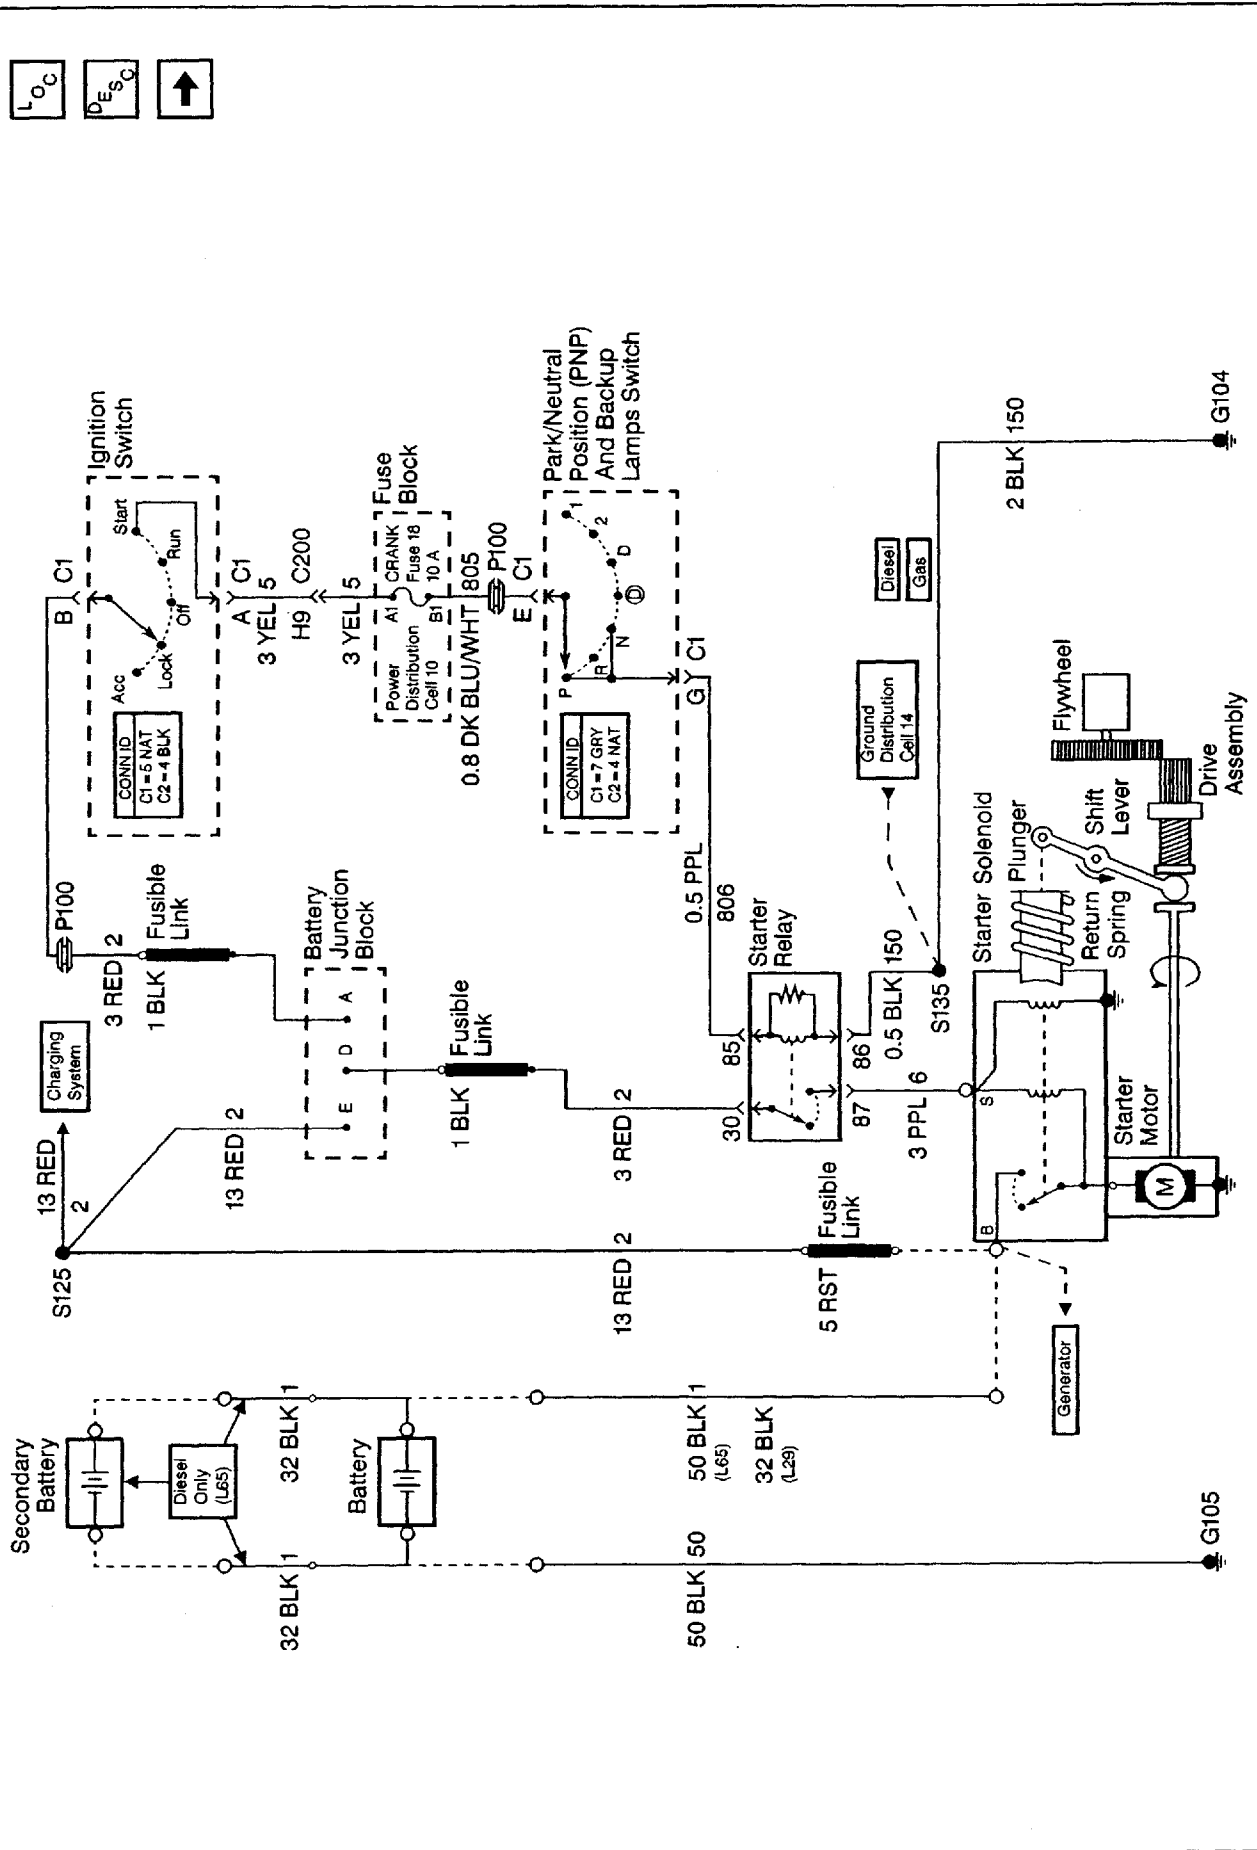 LOC
DESC
Secondary
Battery
32 BLK 1
32 BLK 1
Diesel
Only
(L65)
Battery
50 BLK 50
G105
50 BLK 1
(L65)
32 BLK
(L29)
Generator
S125
13 RED
2
Charging
System
13 RED 2
13 RED 2
5 RST
Fusible
Link
B
S
P100
3 RED 2
1 BLK
Fusible
Link
Battery
Junction
Block
E
D
A
1 BLK
Fusible
Link
3 RED 2
30
85
87
86
Starter
Relay
3 PPL 6
0.5 BLK 150
S135
Starter Solenoid
Plunger
Return
Spring
Shift
Lever
Flywheel
Drive
Assembly
Starter
Motor
M
B
C1
Ignition
Switch
CONN ID
C1 = 5 NAT
C2 = 4 BLK
Acc
Lock
Off
Run
Start
A
C1
3 YEL 5
H9
C200
3 YEL 5
Power
Distribution
Cell 10
A1
B1
CRANK
Fuse 18
10 A
Fuse
Block
0.8 DK BLU/WHT 805
P100
E
C1
Park/Neutral
Position (PNP)
And Backup
Lamps Switch
CONN ID
C1 = 7 GRY
C2 = 4 NAT
P
R
N
D
D
2
1
G
C1
0.5 PPL
806
Ground
Distribution
Cell 14
Diesel
Gas
2 BLK 150
G104